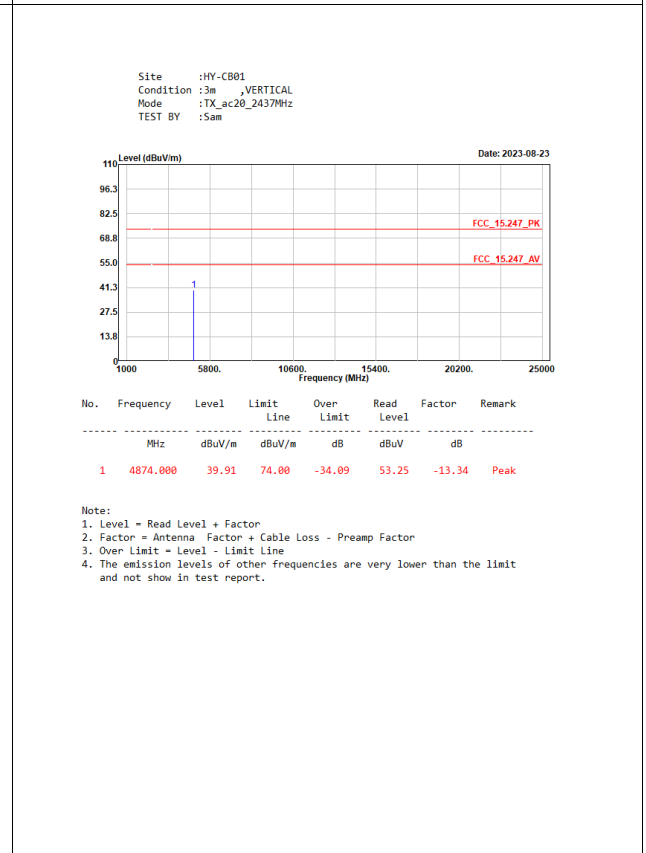 Site :HY-CB01
Condition :3m ,VERTICAL
Mode :TX_ac20_2437MHz
TEST BY :Sam
Level (dBuV/m) Date: 2023-08-23
110
96.3
82.5
FCC_15.247_PK
68.8
55.0 FCC_15.247_AV
41.3 1
27.5
13.8
0
1000 5800. 10600. 15400. 20200. 25000
Frequency (MHz)
No. Frequency Level Limit Over Read Factor Remark
Line Limit Level
------ ----------- -------- --------- --------- --------- -------- ---------
MHz dBuV/m dBuV/m dB dBuV dB
1 4874.000 39.91 74.00 -34.09 53.25 -13.34 Peak
Note:
1. Level = Read Level + Factor
2. Factor = Antenna Factor + Cable Loss - Preamp Factor
3. Over Limit = Level - Limit Line
4. The emission levels of other frequencies are very lower than the limit
and not show in test report.